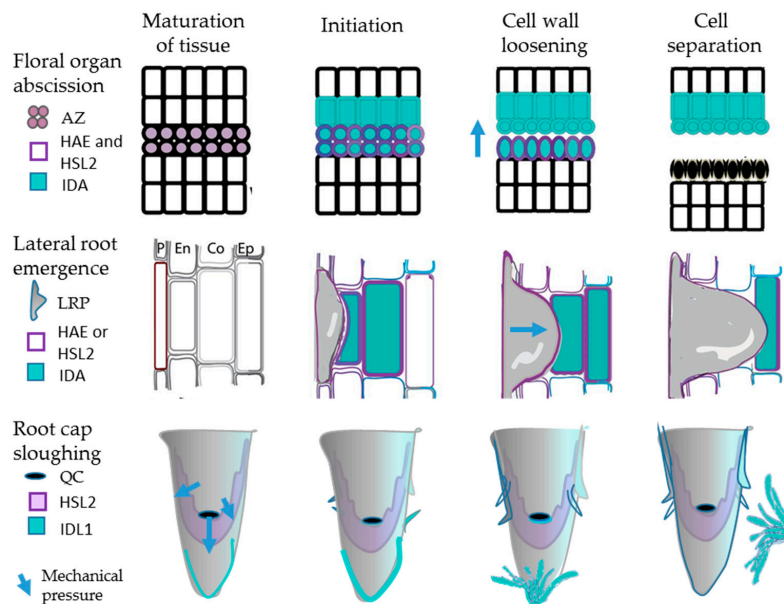 Maturation
of tissue
Initiation
Cell wall
loosening
Cell
separation
Floral organ
abscission
AZ
HAE and
HSL2
IDA
Lateral root
emergence
LRP
HAE or
HSL2
IDA
P En Co Ep
Root cap
sloughing
QC
HSL2
IDL1
Mechanical
pressure